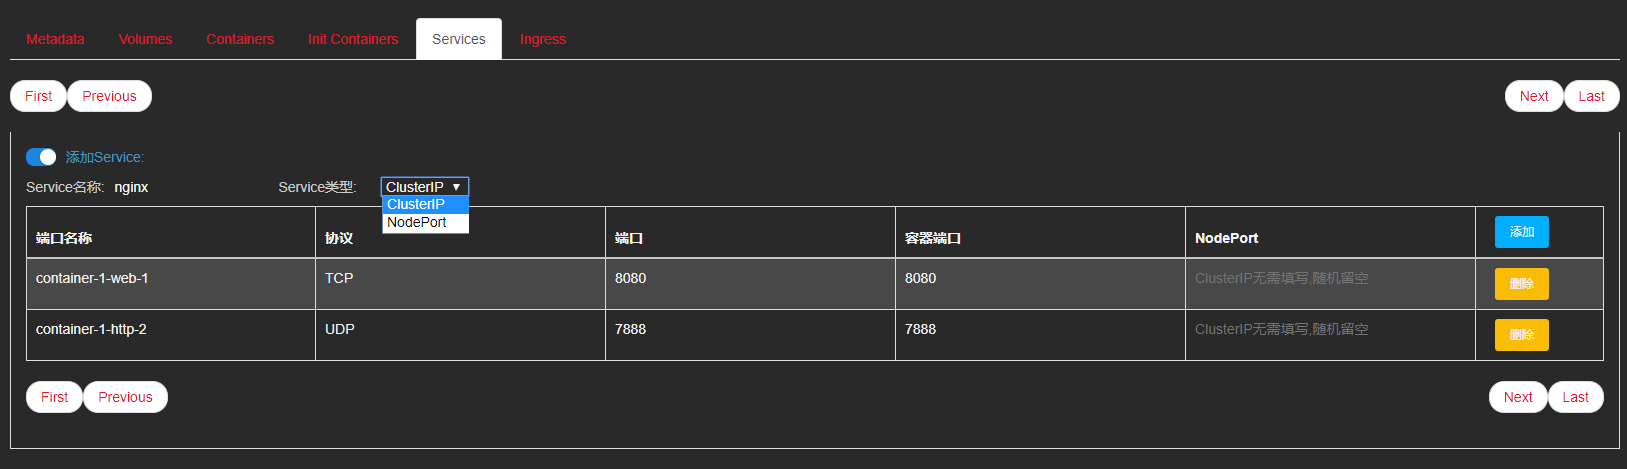 Metadata Volumes Containers Init Containers Services Ingress
First Previous Next Last
添加Service:
Service名称: nginx Service类型: ClusterIP
ClusterIP
NodePort
端口名称 协议 端口 容器端口 NodePort 添加
container-1-web-1 TCP 8080 8080 ClusterIP无需填写,随机留空 删除
container-1-http-2 UDP 7888 7888 ClusterIP无需填写,随机留空 删除
First Previous Next Last